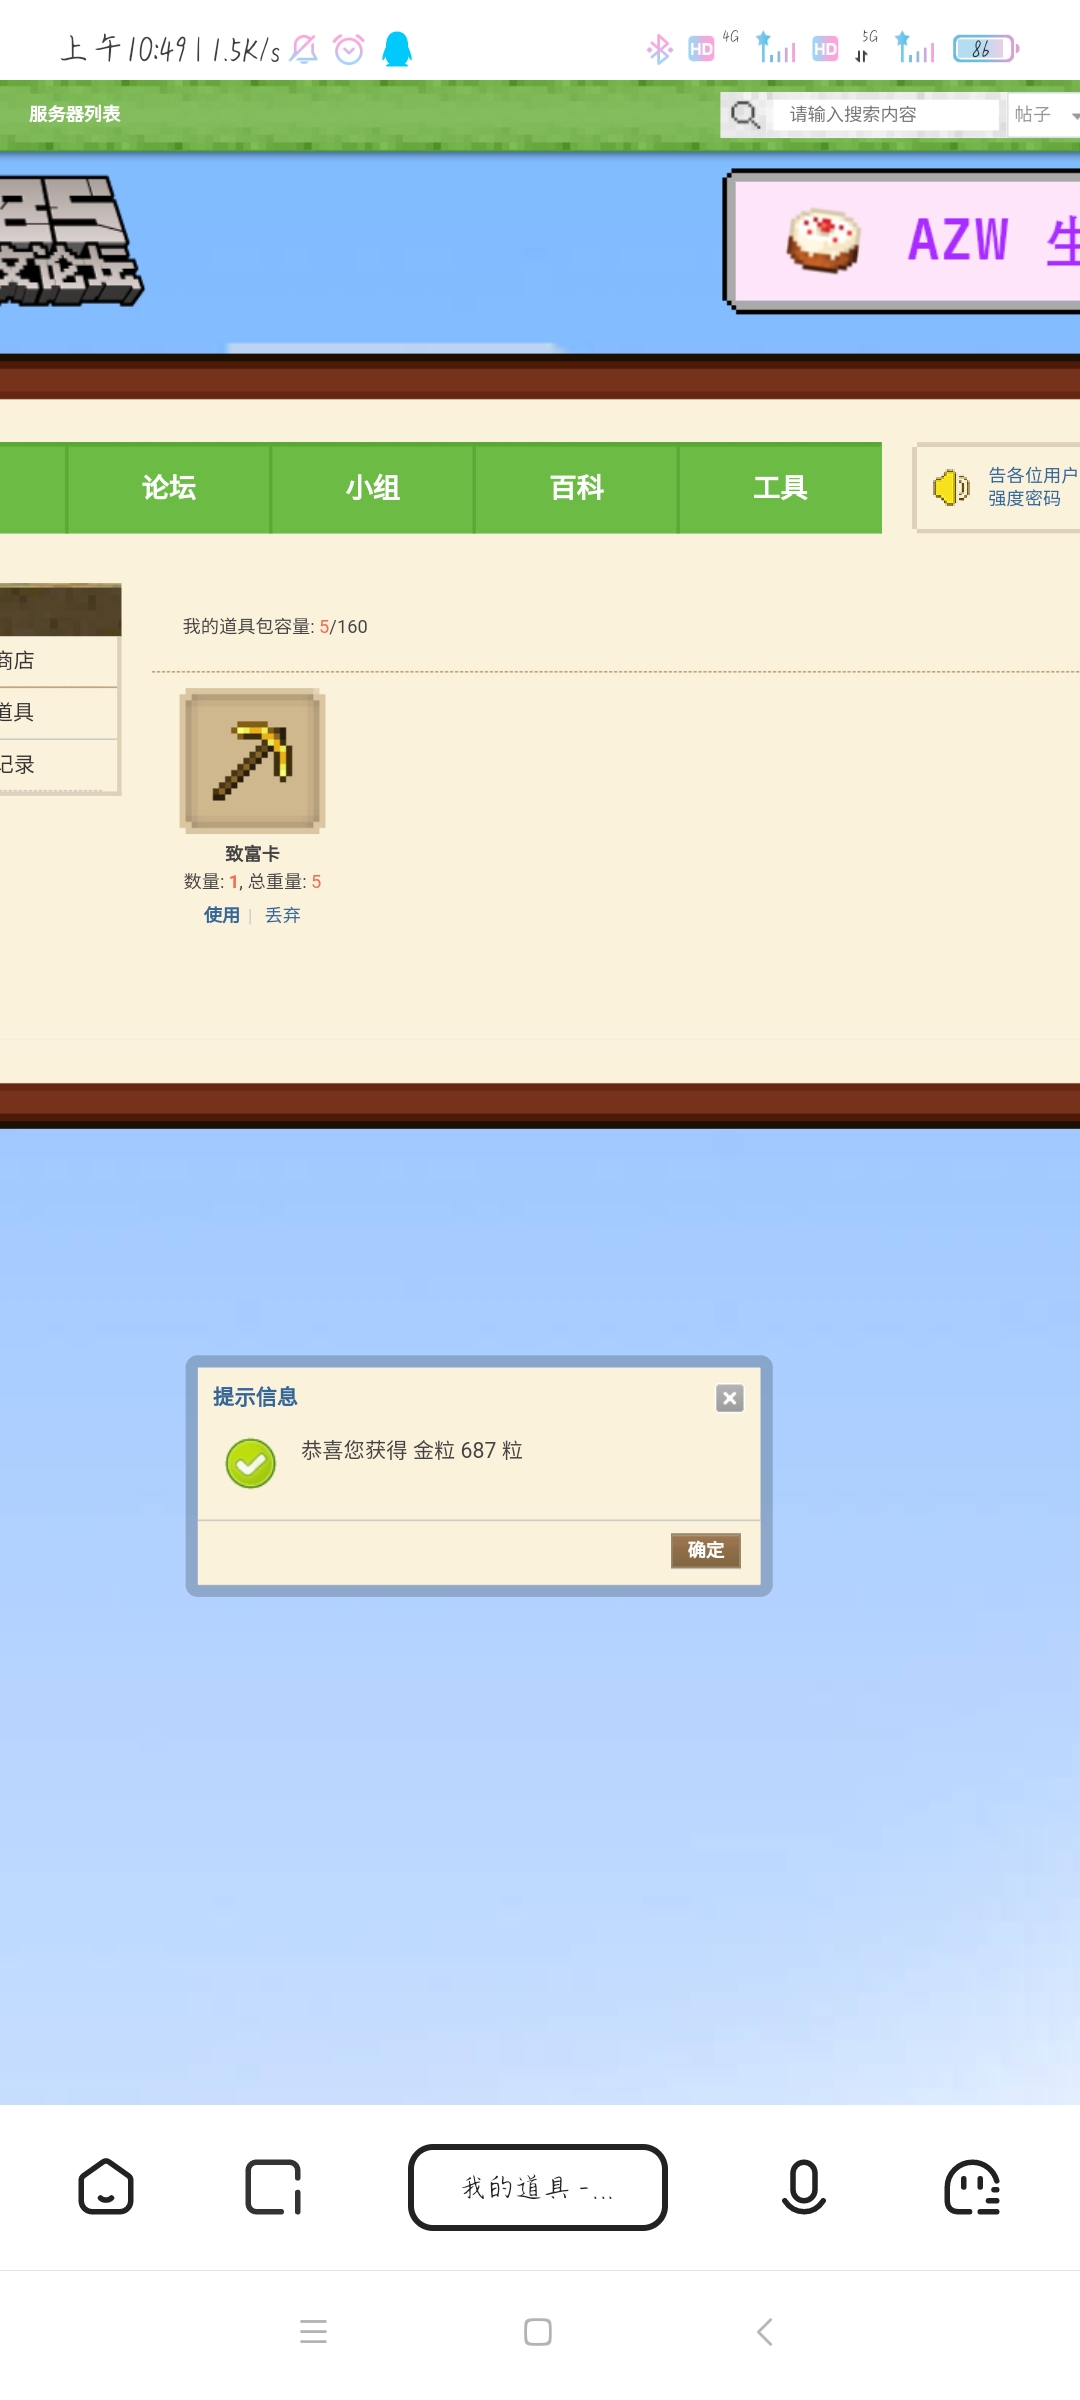 上午10:49 | 1.5K/s
HD 4G HD 5G 86
服务器列表
请输入搜索内容
帖子
交论坛
AZW
论坛
小组
百科
工具
告各位用户
强度密码
我的道具包容量: 5/160
商店
道具
记录
致富卡
数量: 1, 总重量: 5
使用 | 丢弃
提示信息
恭喜您获得 金粒 687 粒
确定
我的道具 -...